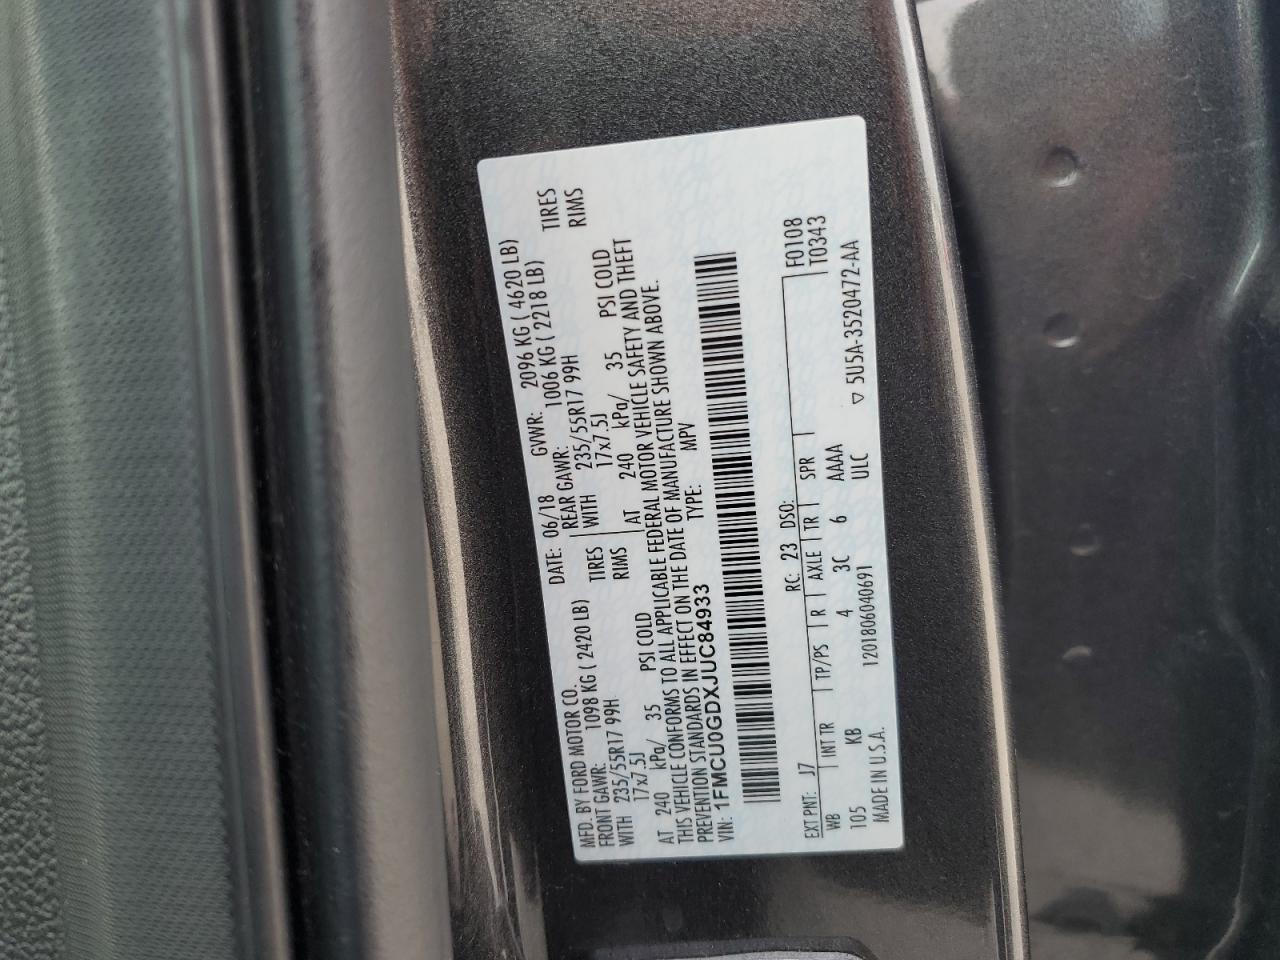 MFD. BY FORD MOTOR CO.
DATE: 06/18 GVWR: 2096 KG ( 4620 LB)
FRONT GAWR: 1098 KG ( 2420 LB) REAR GAWR: 1006 KG ( 2218 LB)
WITH 235/55R17 99H TIRES WITH 235/55R17 99H TIRES
17x7.5J RIMS 17x7.5J RIMS
AT 240 kPa/ 35 PSI COLD AT 240 kPa/ 35 PSI COLD
THIS VEHICLE CONFORMS TO ALL APPLICABLE FEDERAL MOTOR VEHICLE SAFETY AND THEFT
PREVENTION STANDARDS IN EFFECT ON THE DATE OF MANUFACTURE SHOWN ABOVE.
VIN: 1FMCU0GDXJUC84933 TYPE: MPV
F0108
EXT PNT: J7 RC: 23 DSO: T0343
WB INT TR TP/PS R AXLE TR SPR
105 KB 4 3C 6 AAAA ▽ 5U5A-3520472-AA
MADE IN U.S.A. 1201806040691 ULC